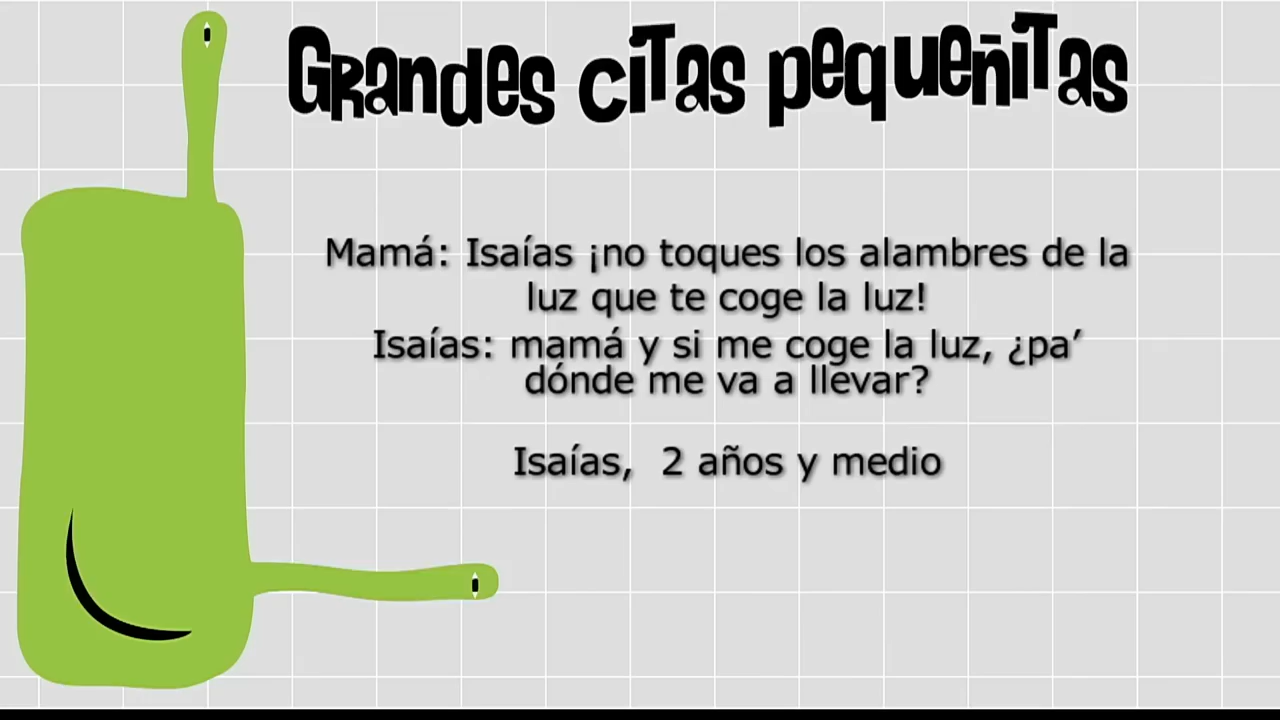 Grandes citas pequeñitas
Mamá: Isaías ¡no toques los alambres de la
luz que te coge la luz!
Isaías: mamá y si me coge la luz, ¿pa’
dónde me va a llevar?
Isaías,  2 años y medio